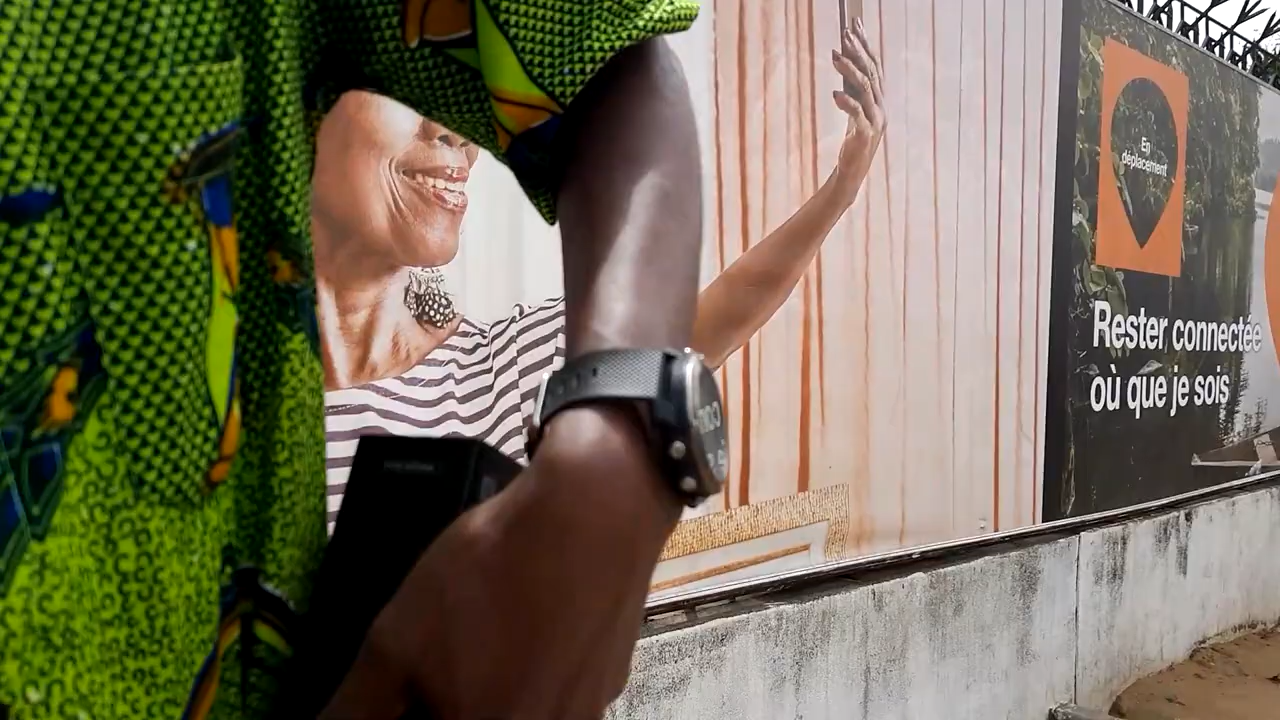 En
déplacement
Rester connectée
où que je sois